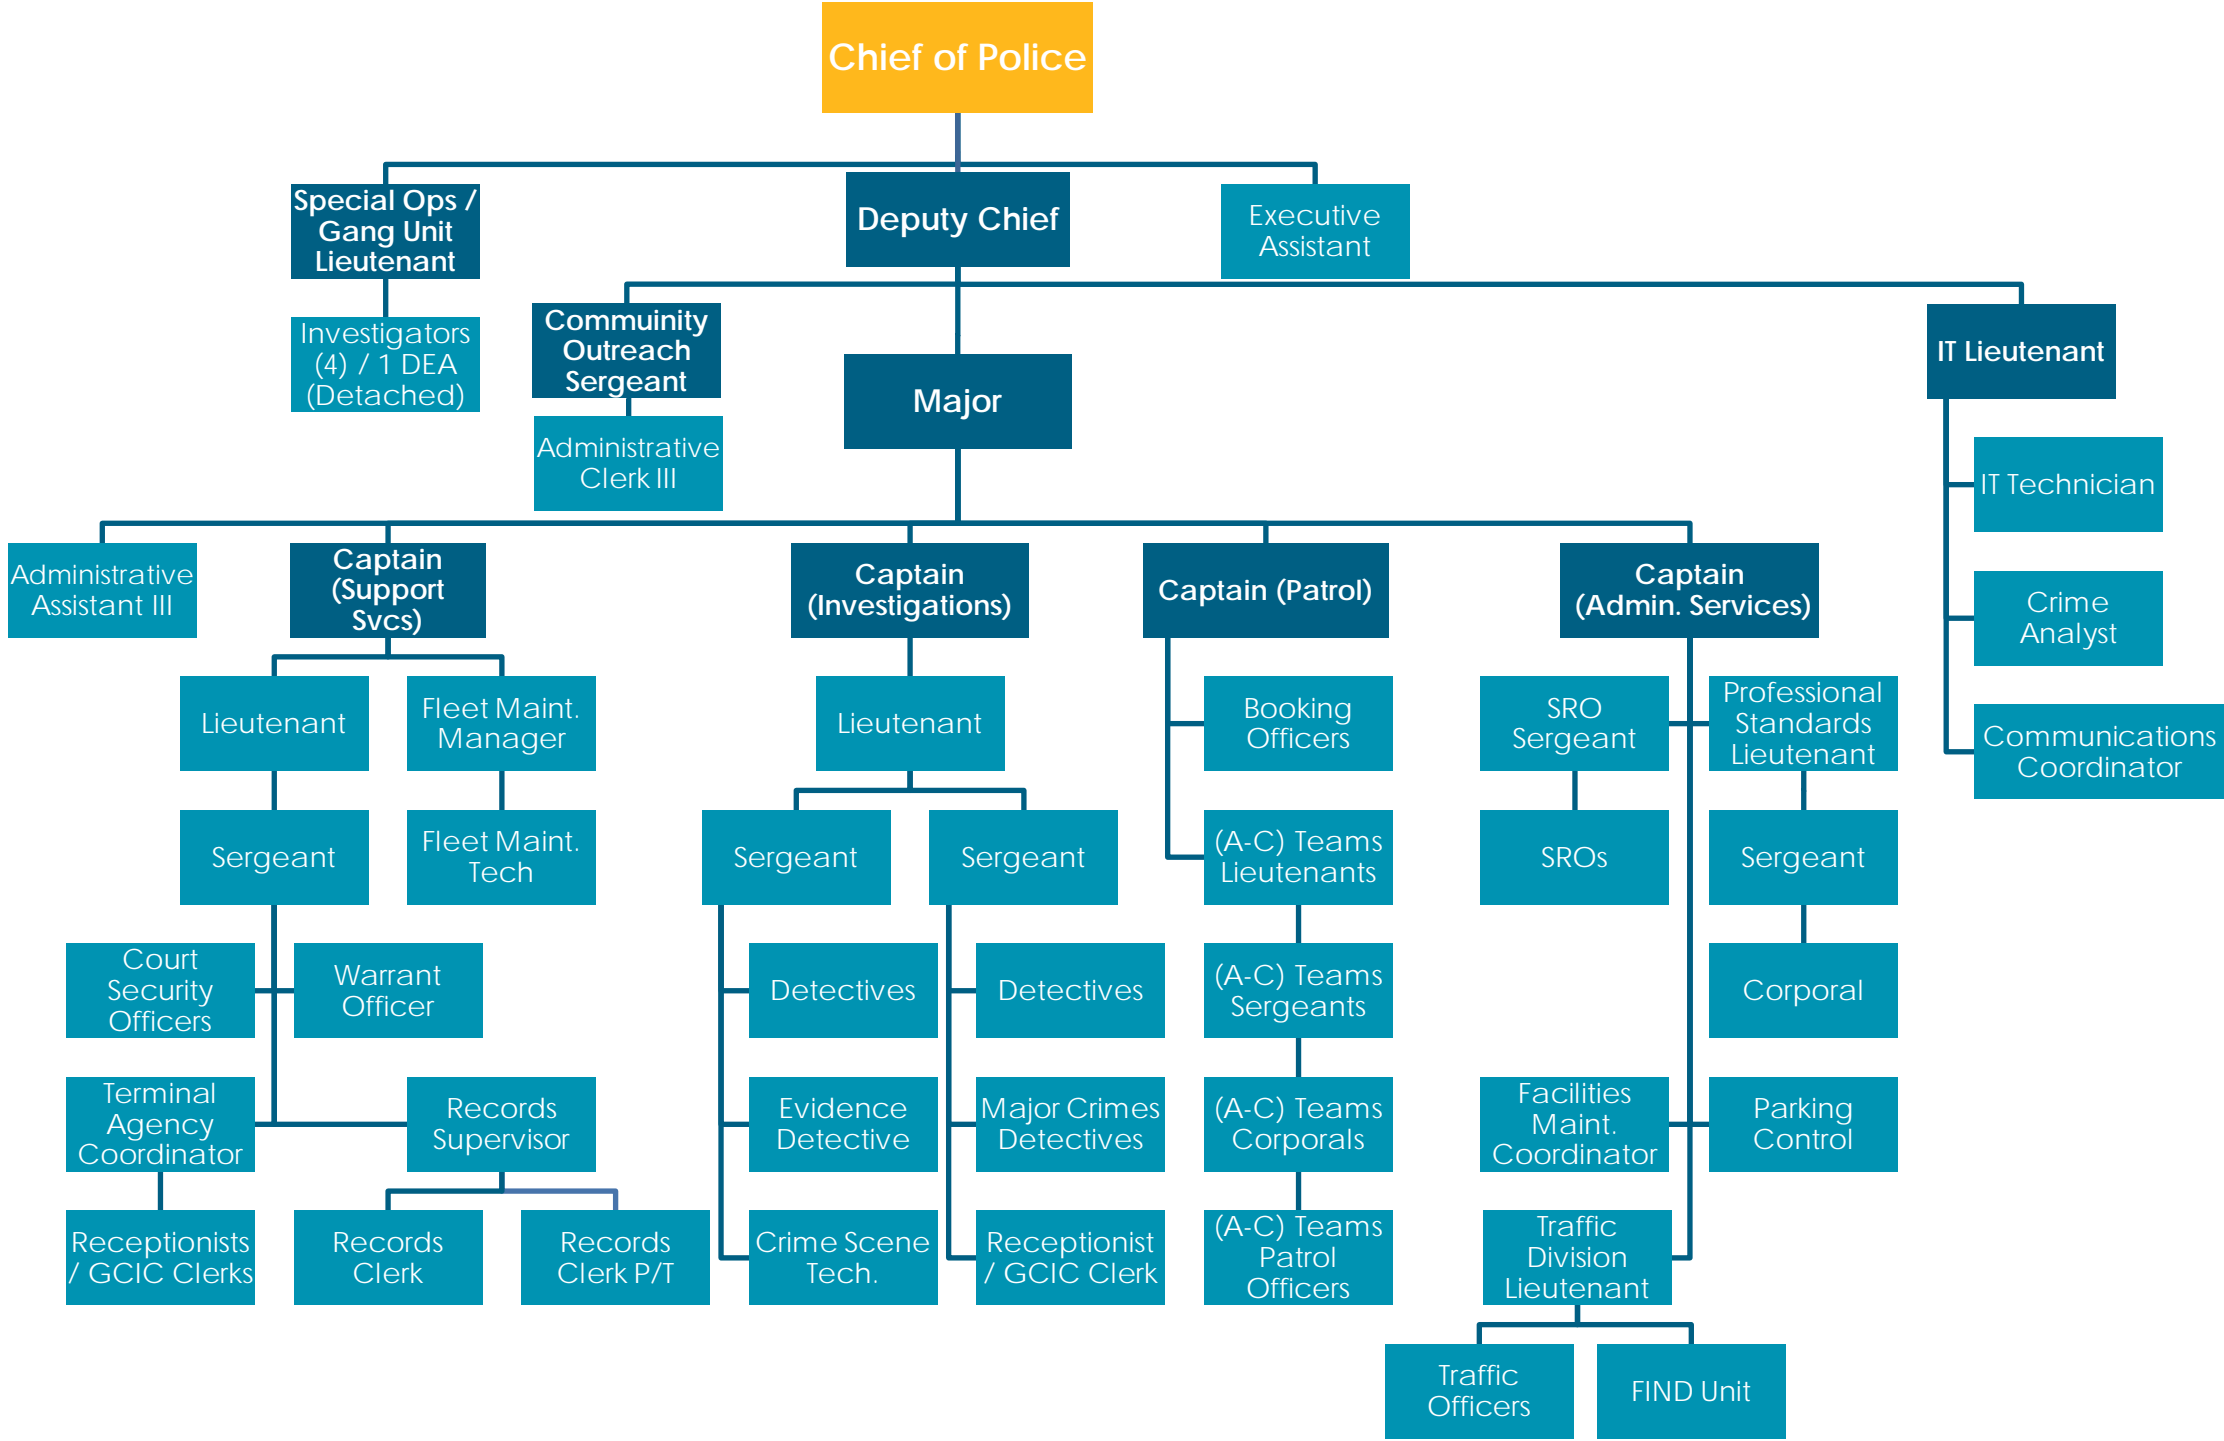 Chief of Police
Special Ops /
Gang Unit
Lieutenant
Deputy Chief
Executive
Assistant
Investigators
(4) / 1 DEA
(Detached)
Commuinity
Outreach
Sergeant
Administrative
Clerk III
Major
IT Lieutenant
IT Technician
Crime
Analyst
Communications
Coordinator
Administrative
Assistant III
Captain
(Support
Svcs)
Captain
(Investigations)
Captain (Patrol)
Captain
(Admin. Services)
Lieutenant
Fleet Maint.
Manager
Lieutenant
Booking
Officers
SRO
Sergeant
Professional
Standards
Lieutenant
Sergeant
Fleet Maint.
Tech
Sergeant
Sergeant
(A-C) Teams
Lieutenants
SROs
Sergeant
Court
Security
Officers
Warrant
Officer
Detectives
Detectives
(A-C) Teams
Sergeants
Corporal
Terminal
Agency
Coordinator
Records
Supervisor
Evidence
Detective
Major Crimes
Detectives
(A-C) Teams
Corporals
Facilities
Maint.
Coordinator
Parking
Control
Receptionists
/ GCIC Clerks
Records
Clerk
Records
Clerk P/T
Crime Scene
Tech.
Receptionist
/ GCIC Clerk
(A-C) Teams
Patrol
Officers
Traffic
Division
Lieutenant
Traffic
Officers
FIND Unit